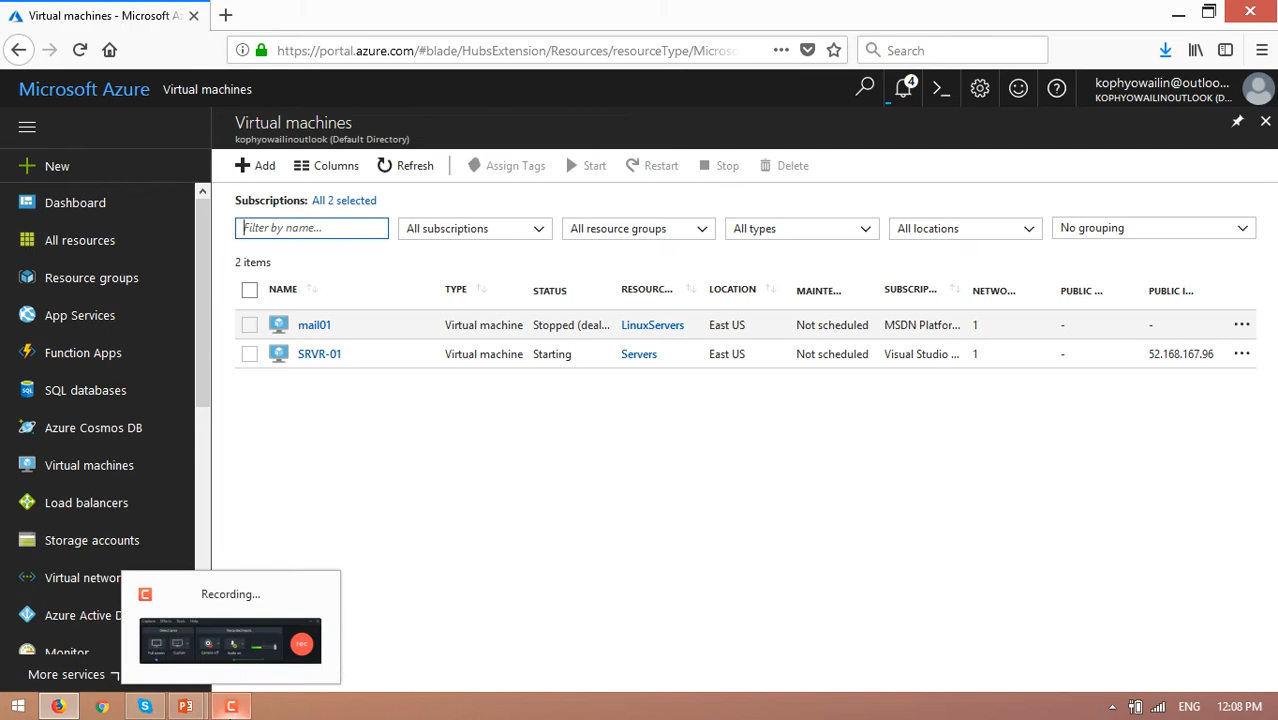 Virtual machines - Microsoft Az
https://portal.azure.com/#blade/HubsExtension/Resources/resourceType/Micros
Search
Microsoft Azure
Virtual machines
4
kophyowailin@outloo...
KOPHYOWAILINOUTLOOK (D...
New
Dashboard
All resources
Resource groups
App Services
Function Apps
SQL databases
Azure Cosmos DB
Virtual machines
Load balancers
Storage accounts
Virtual networ
Azure Active D
Monitor
More services
Virtual machines
kophyowailinoutlook (Default Directory)
Add Columns Refresh Assign Tags Start Restart Stop Delete
Subscriptions: All 2 selected
Filter by name... All subscriptions All resource groups All types All locations No grouping
2 items
NAME TYPE STATUS RESOURC... LOCATION MAINTE... SUBSCRIP... NETWO... PUBLIC ... PUBLIC I...
mail01 Virtual machine Stopped (deal... LinuxServers East US Not scheduled MSDN Platfor... 1 - -
SRVR-01 Virtual machine Starting Servers East US Not scheduled Visual Studio ... 1 - 52.168.167.96
Recording...
rec
ENG 12:08 PM